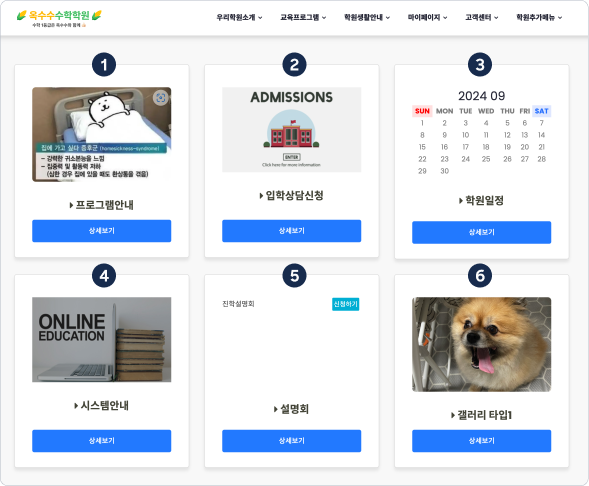 옥수수수학학원
수학 1등급은 옥수수와 함께
우리학원소개
교육프로그램
학원생활안내
마이페이지
고객센터
학원추가메뉴
1
집에 가고 싶다 증후군 (homesickness-syndrome)
- 강력한 귀소본능을 느낌
- 집중력 및 활동력 저하
(심한 경우 집에 있을 때도 환상통을 겪음)
프로그램안내
상세보기
2
ADMISSIONS
ENTER
Click here for more information
입학상담신청
상세보기
3
2024 09
SUN MON TUE WED THU FRI SAT
1 2 3 4 5 6 7
8 9 10 11 12 13 14
15 16 17 18 19 20 21
22 23 24 25 26 27 28
29 30
학원일정
상세보기
4
ONLINE
EDUCATION
시스템안내
상세보기
5
진학설명회
신청하기
설명회
상세보기
6
갤러리 타입1
상세보기